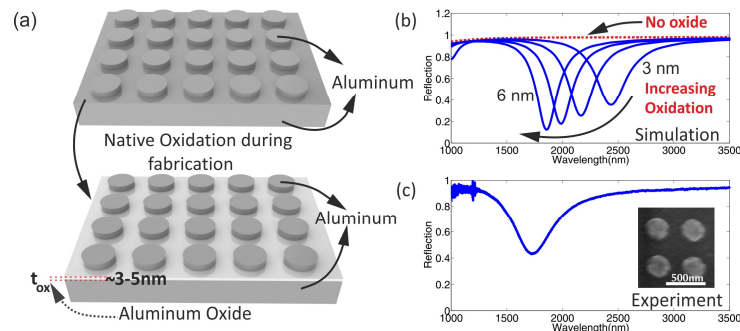 (a)
Aluminum
Native Oxidation during
fabrication
Aluminum
t_ox
~3-5nm
Aluminum Oxide
(b)
No oxide
3 nm
6 nm
Increasing
Oxidation
Simulation
Reflection
1
0.8
0.6
0.4
0.2
0
1000
1500
2000
2500
3000
3500
Wavelength(nm)
(c)
Reflection
1
0.8
0.6
0.4
0.2
0
500nm
Experiment
1000
1500
2000
2500
3000
3500
Wavelength(nm)